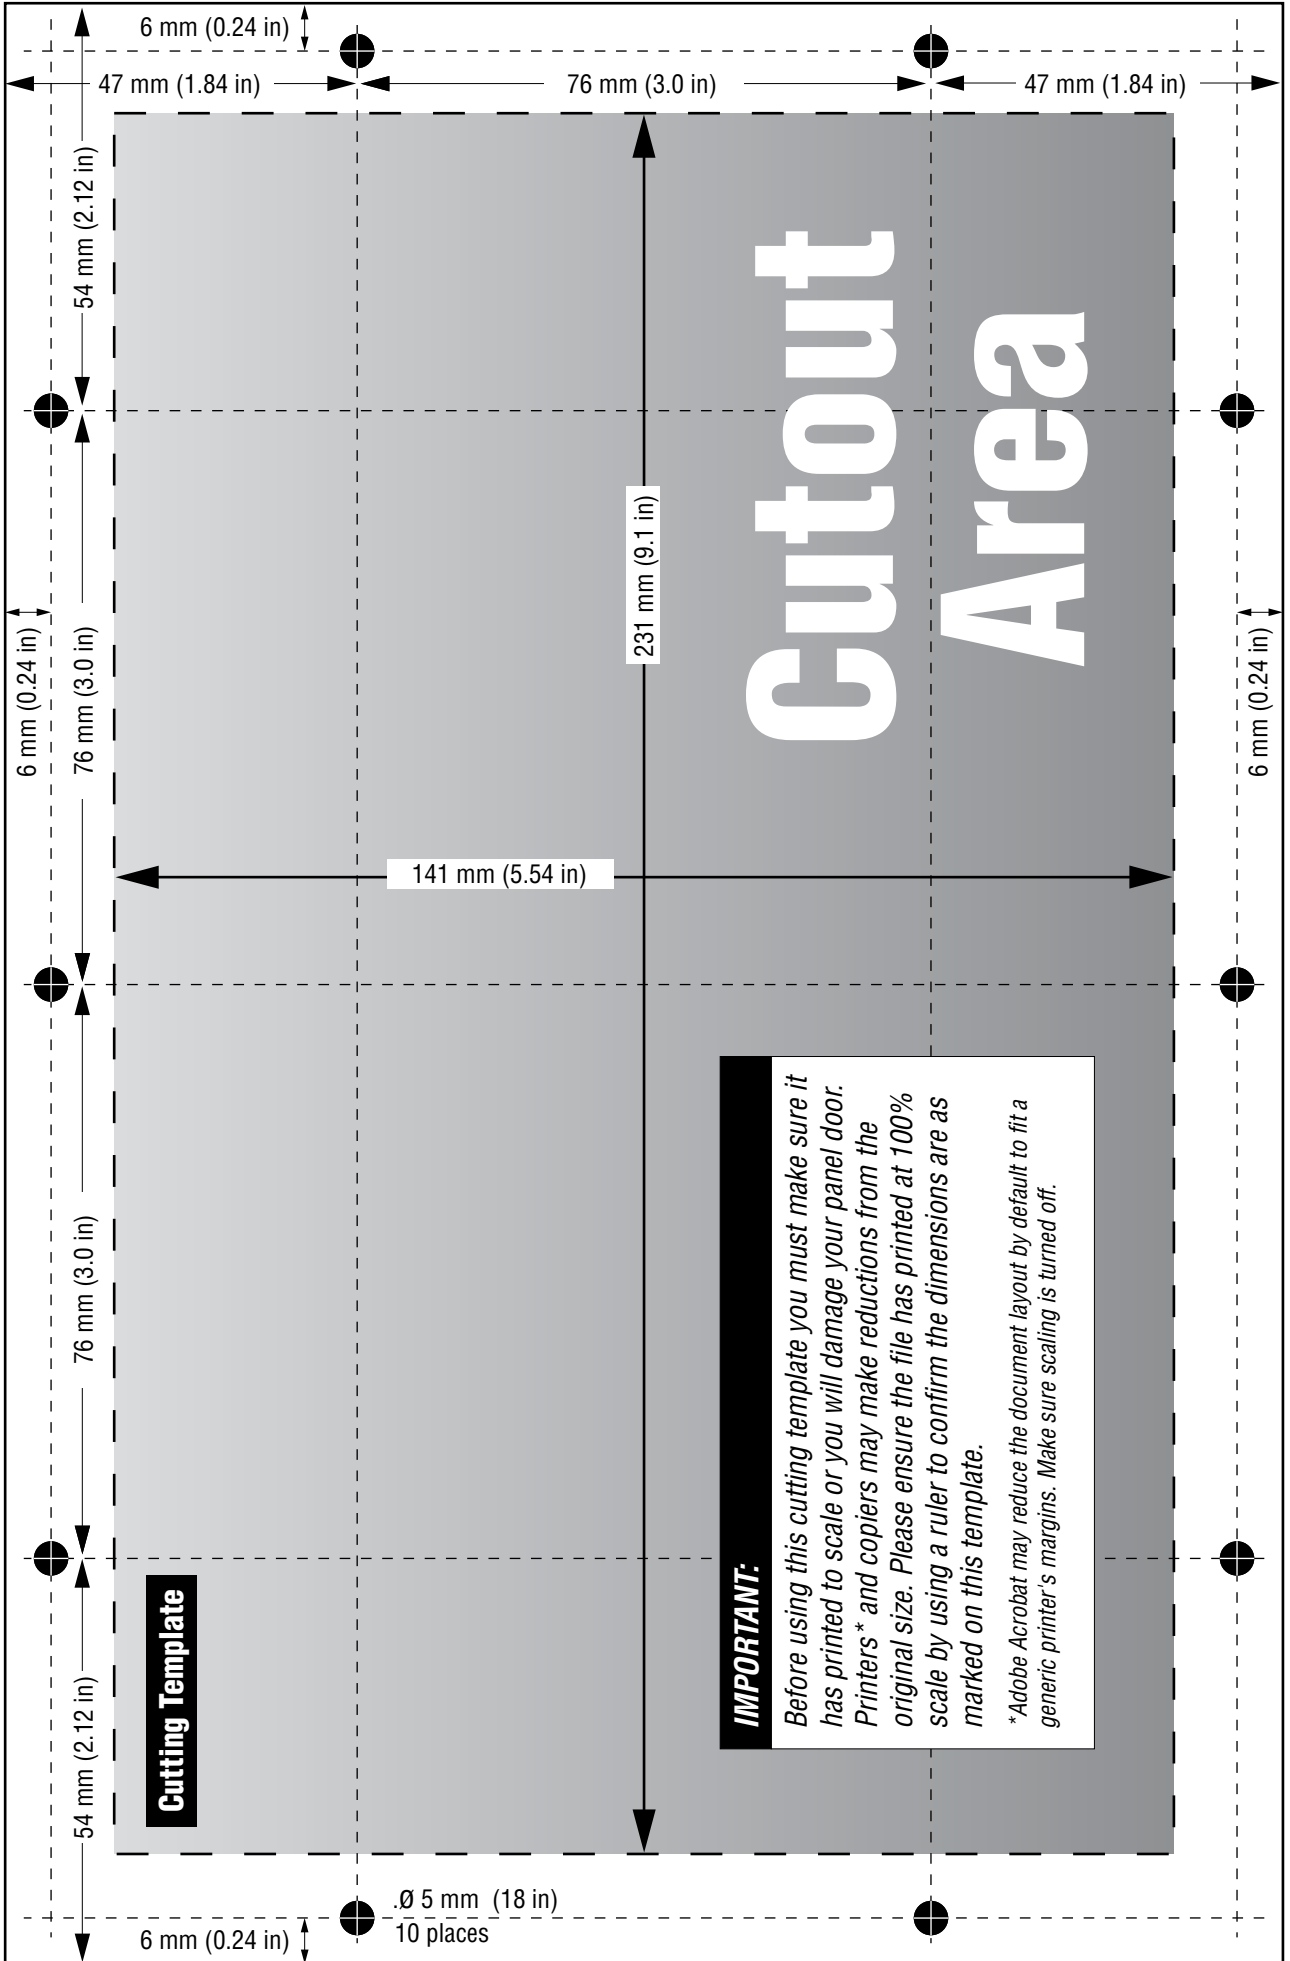 6 mm (0.24 in)
47 mm (1.84 in)
76 mm (3.0 in)
47 mm (1.84 in)
54 mm (2.12 in)
Cutout
Area
231 mm (9.1 in)
6 mm (0.24 in)
76 mm (3.0 in)
6 mm (0.24 in)
141 mm (5.54 in)
76 mm (3.0 in)
IMPORTANT:
Before using this cutting template you must make sure it
has printed to scale or you will damage your panel door.
Printers* and copiers may make reductions from the
original size. Please ensure the file has printed at 100%
scale by using a ruler to confirm the dimensions are as
marked on this template.
*Adobe Acrobat may reduce the document layout by default to fit a
generic printer's margins. Make sure scaling is turned off.
Cutting Template
54 mm (2.12 in)
.Ø 5 mm (18 in)
10 places
6 mm (0.24 in)